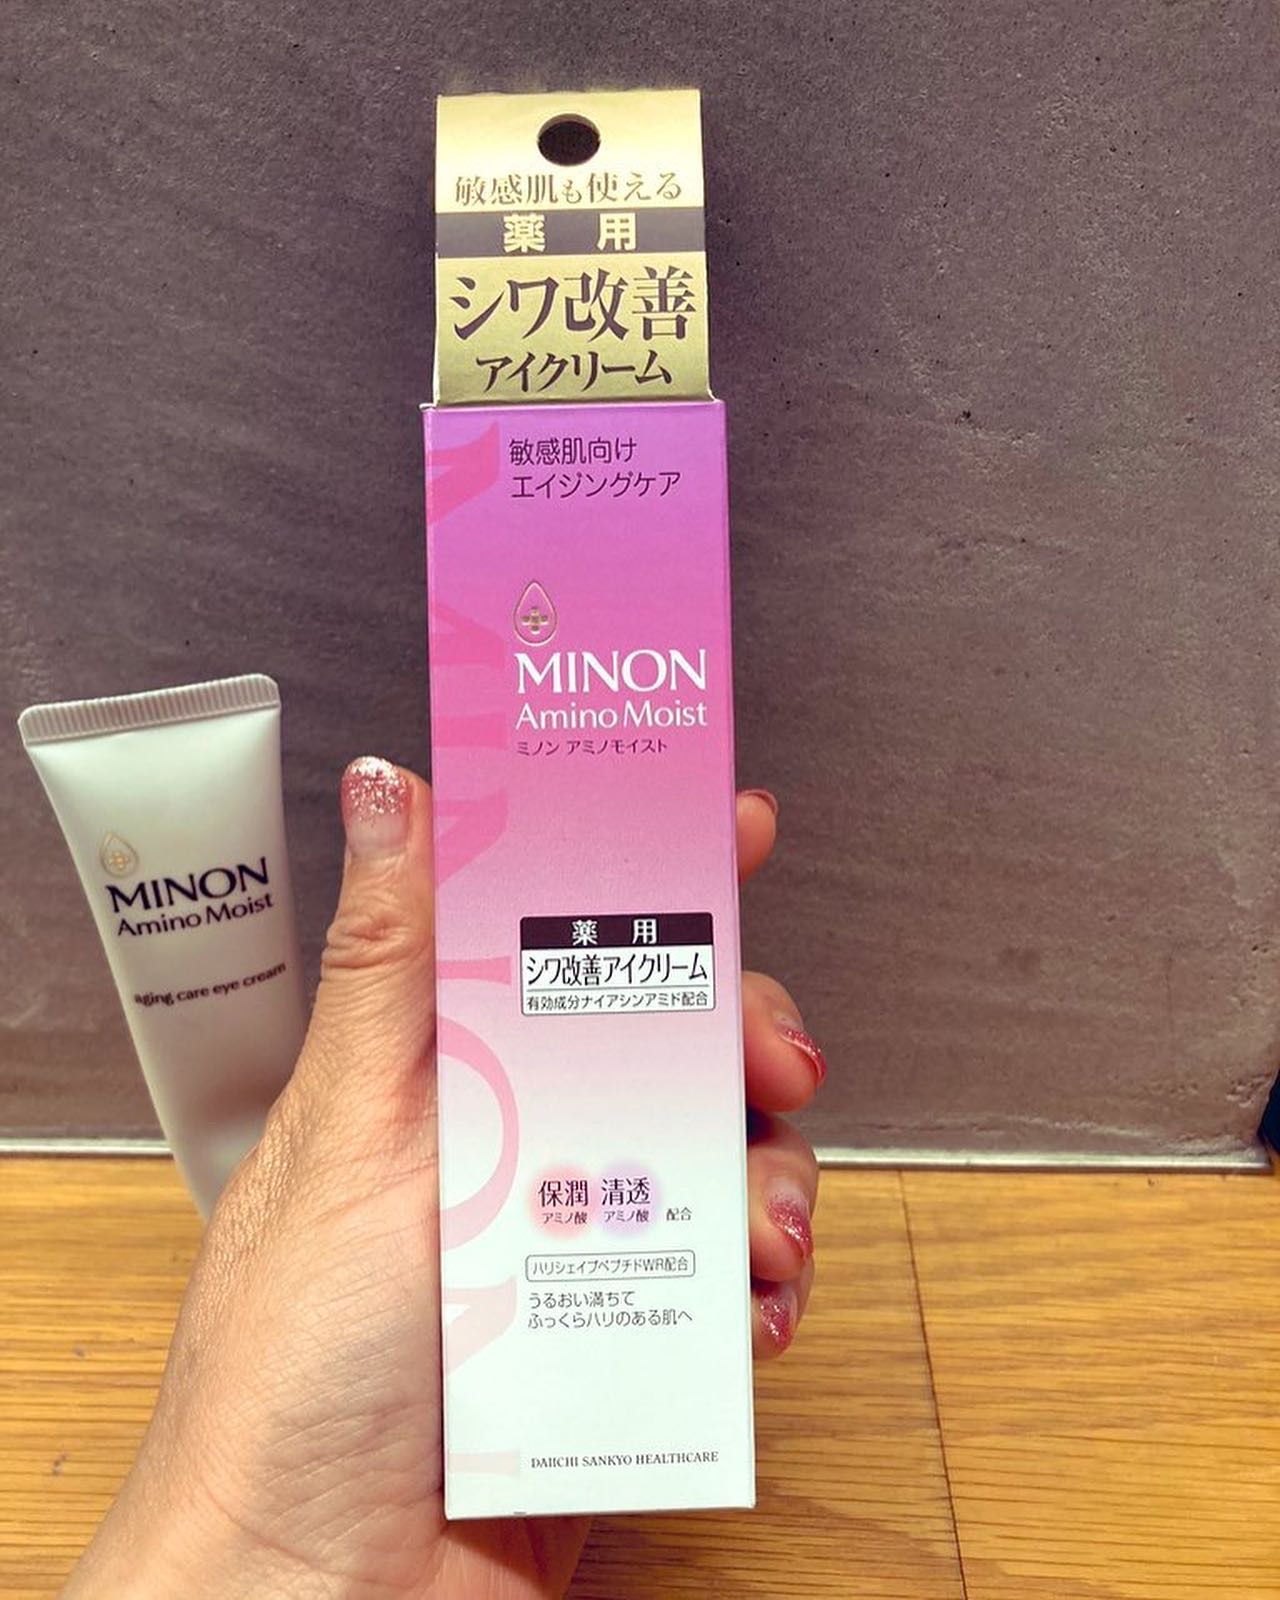 敏感肌も使える
薬 用
シワ改善
アイクリーム
敏感肌向け
エイジングケア
MINON
Amino Moist
ミノン アミノモイスト
薬 用
シワ改善アイクリーム
有効成分ナイアシンアミド配合
保潤 清透
アミノ酸 アミノ酸 配合
ハリシェイプペプチドWR配合
うるおい満ちて
ふっくらハリのある肌へ
DAIICHI SANKYO HEALTHCARE
MINON
MINON
Amino Moist
aging care eye cream